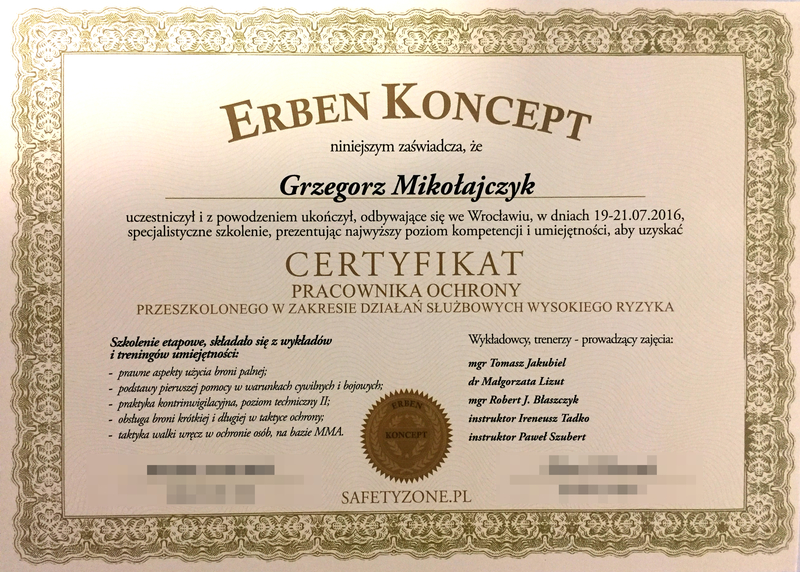 ERBEN KONCEPT
niniejszym zaświadcza, że
Grzegorz Mikołajczyk
uczestniczył i z powodzeniem ukończył, odbywające się we Wrocławiu, w dniach 19-21.07.2016,
specjalistyczne szkolenie, prezentując najwyższy poziom kompetencji i umiejętności, aby uzyskać
CERTYFIKAT
PRACOWNIKA OCHRONY
PRZESZKOLONEGO W ZAKRESIE DZIAŁAŃ SŁUŻBOWYCH WYSOKIEGO RYZYKA
Szkolenie etapowe, składało się z wykładów
i treningów umiejętności:
- prawne aspekty użycia broni palnej;
- podstawy pierwszej pomocy w warunkach cywilnych i bojowych;
- praktyka kontrinwigilacyjna, poziom techniczny II;
- obsługa broni krótkiej i długiej w taktyce ochrony;
- taktyka walki wręcz w ochronie osób, na bazie MMA.
Wykładowcy, trenerzy - prowadzący zajęcia:
mgr Tomasz Jakubiel
dr Małgorzata Lizut
mgr Robert J. Błaszczyk
instruktor Ireneusz Tadko
instruktor Paweł Szubert
ERBEN
KONCEPT
SAFETYZONE.PL